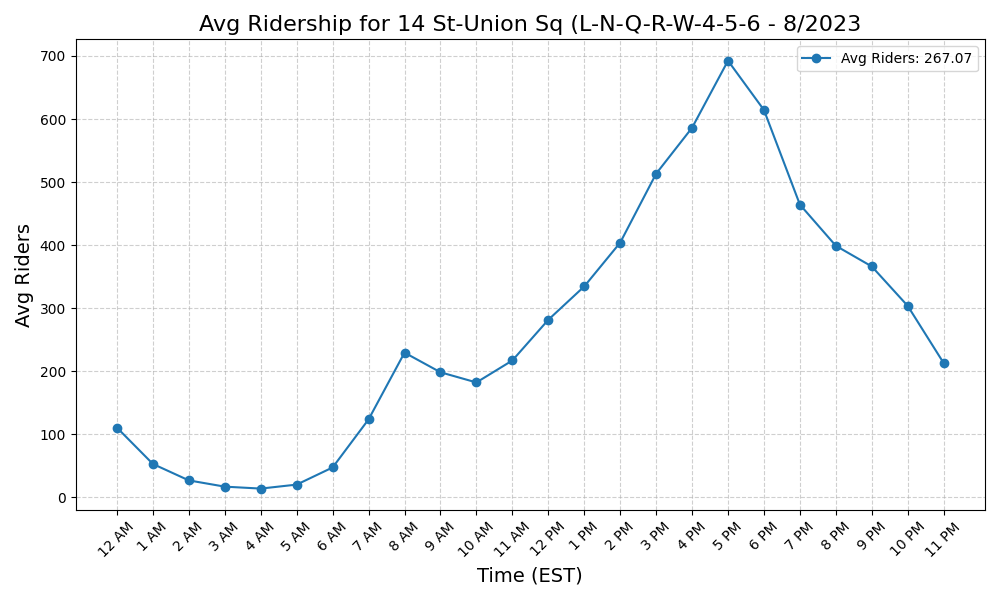 Avg Ridership for 14 St-Union Sq (L-N-Q-R-W-4-5-6 - 8/2023
Avg Riders: 267.07
Avg Riders
700
600
500
400
300
200
100
0
12 AM
1 AM
2 AM
3 AM
4 AM
5 AM
6 AM
7 AM
8 AM
9 AM
10 AM
11 AM
12 PM
1 PM
2 PM
3 PM
4 PM
5 PM
6 PM
7 PM
8 PM
9 PM
10 PM
11 PM
Time (EST)